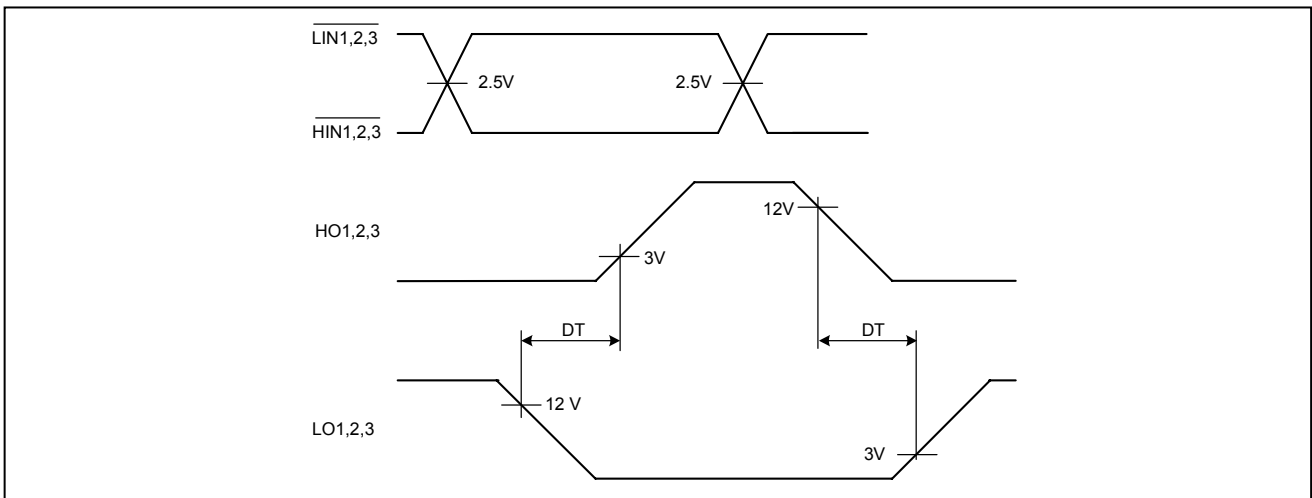 LIN1,2,3
2.5V 2.5V
HIN1,2,3
HO1,2,3
12V
3V
DT DT
12 V
LO1,2,3
3V